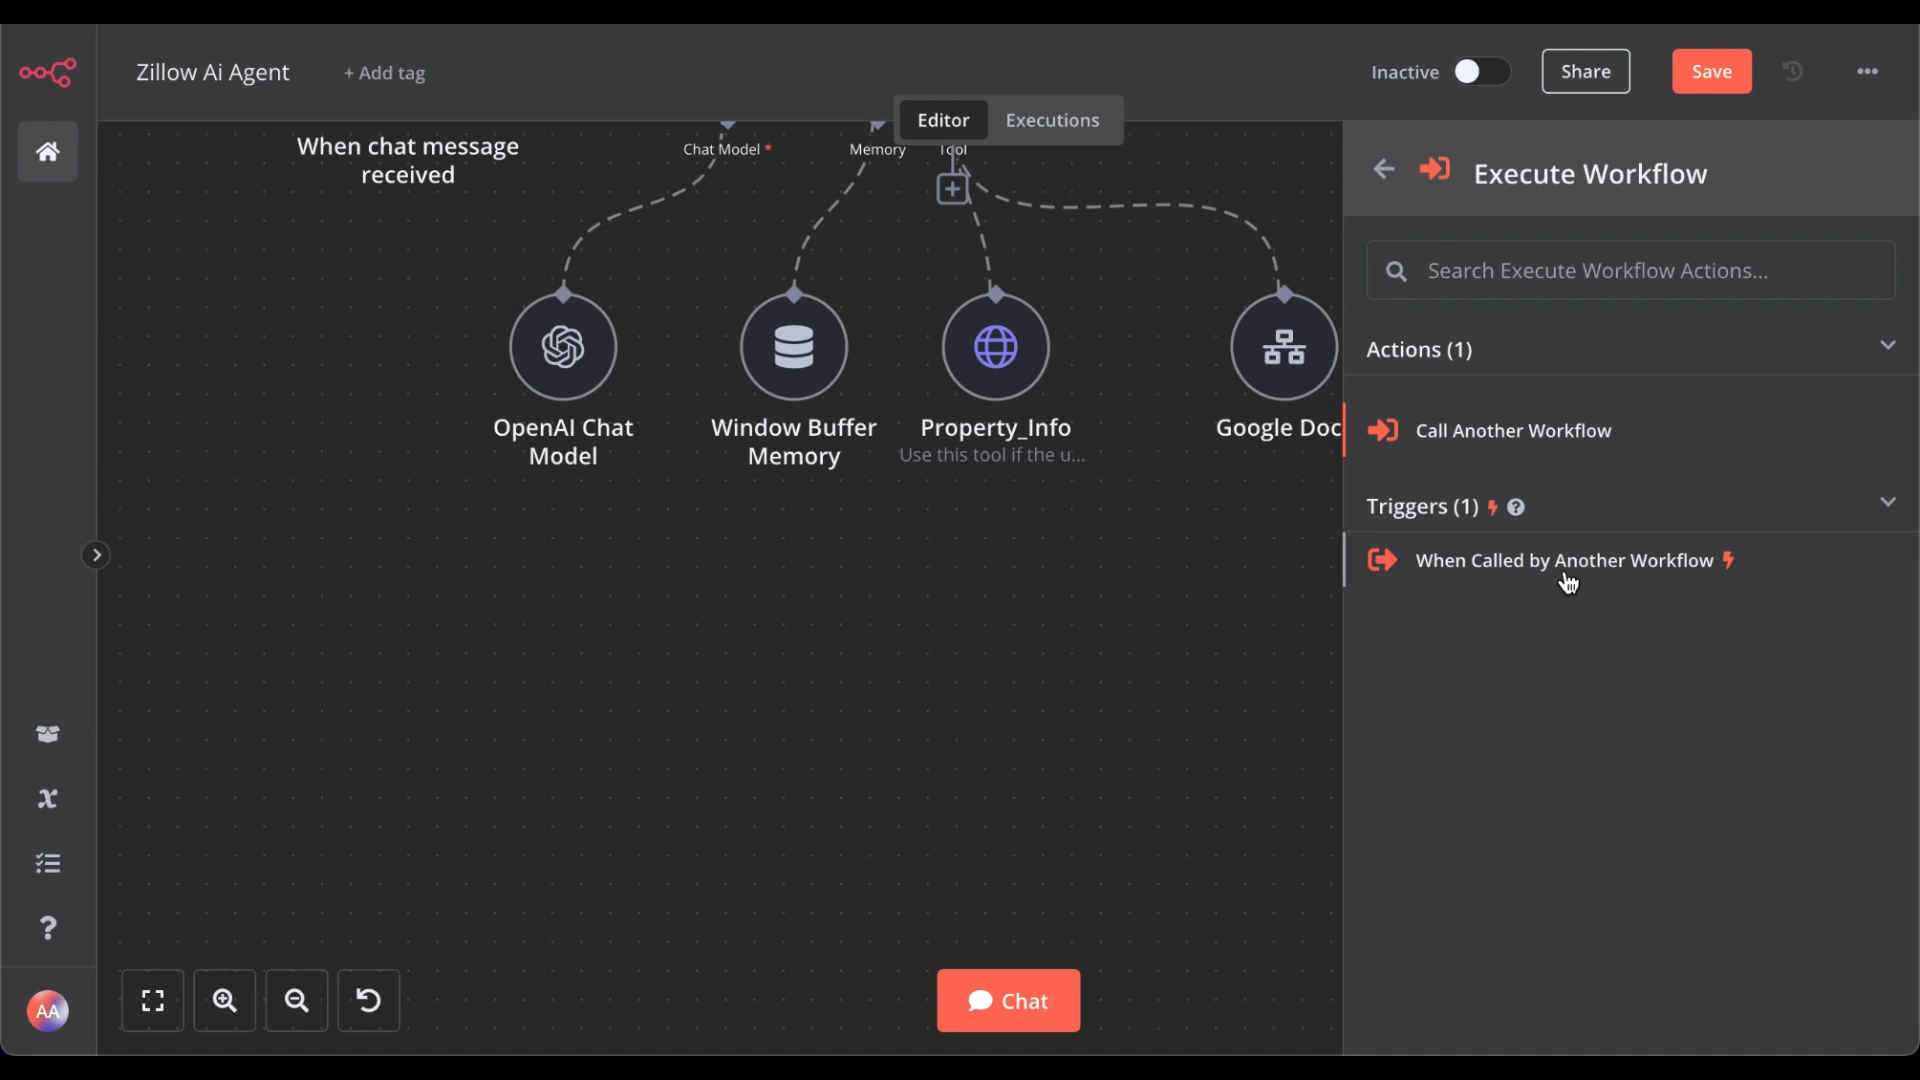 Zillow Ai Agent
+ Add tag
Inactive
Share
Save
Editor
Executions
When chat message
received
Chat Model *
Memory
Tool
OpenAI Chat
Model
Window Buffer
Memory
Property_Info
Use this tool if the u...
Google Doc
Chat
AA
Execute Workflow
Search Execute Workflow Actions...
Actions (1)
Call Another Workflow
Triggers (1)
When Called by Another Workflow